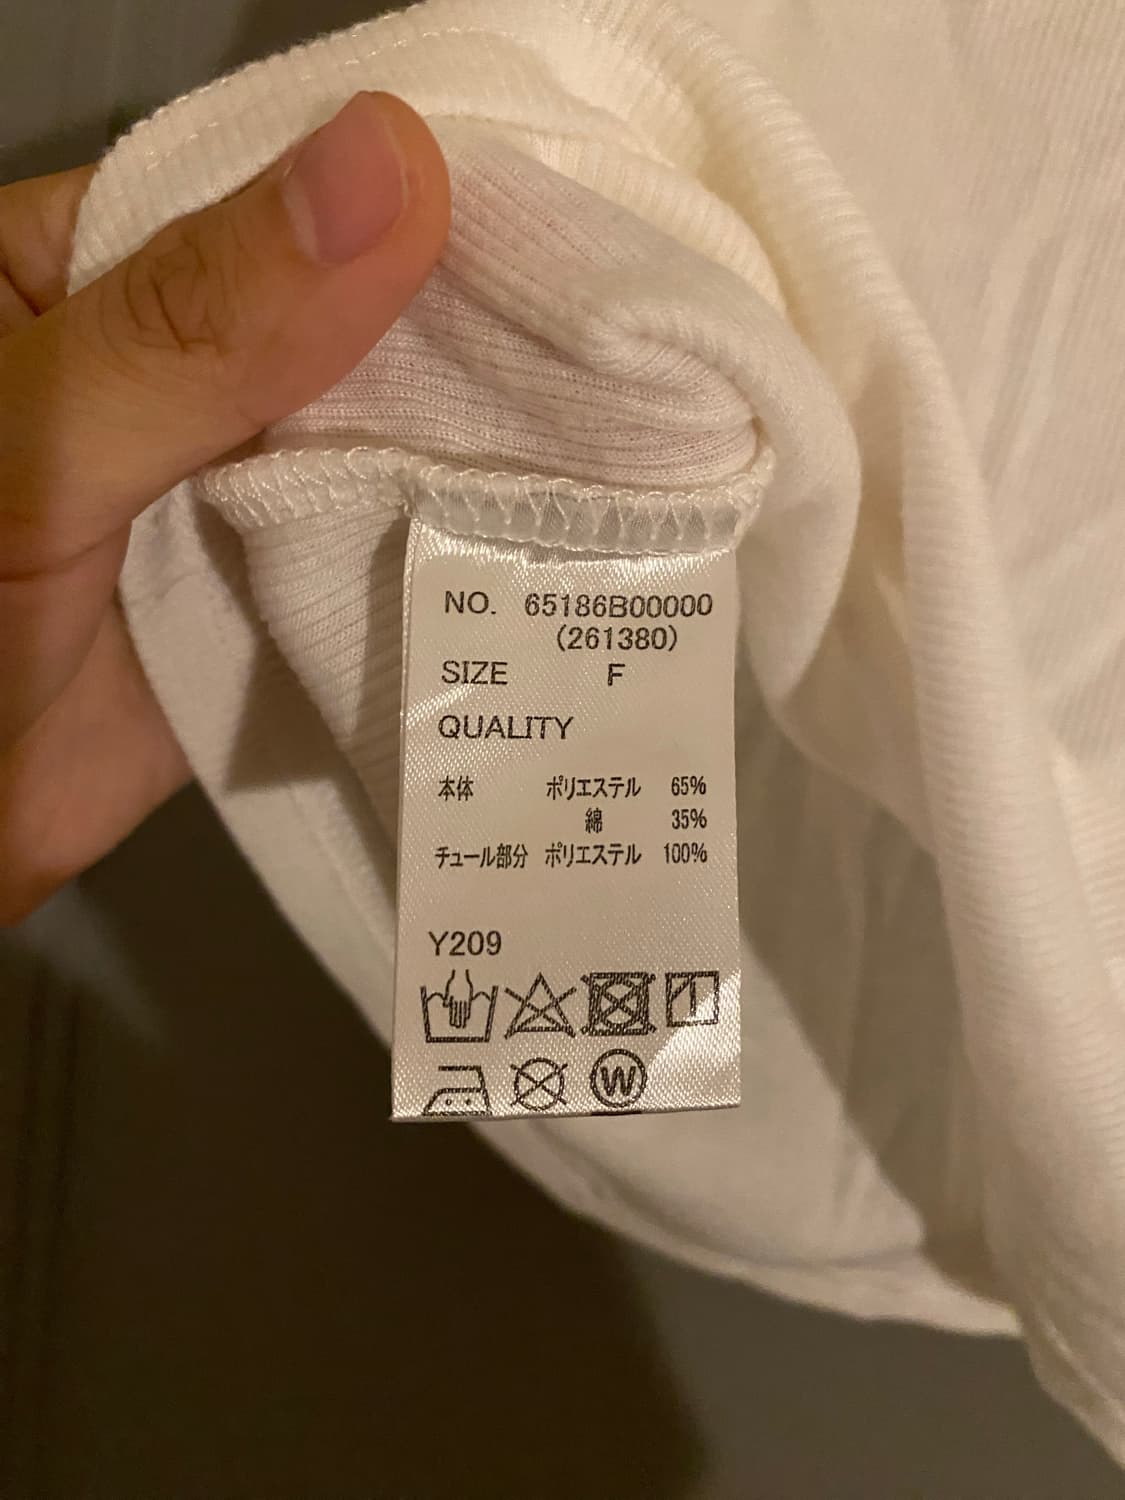 NO. 65186B00000
(261380)
SIZE F
QUALITY
本体 ポリエステル 65%
綿 35%
チュール部分 ポリエステル 100%
Y209
W